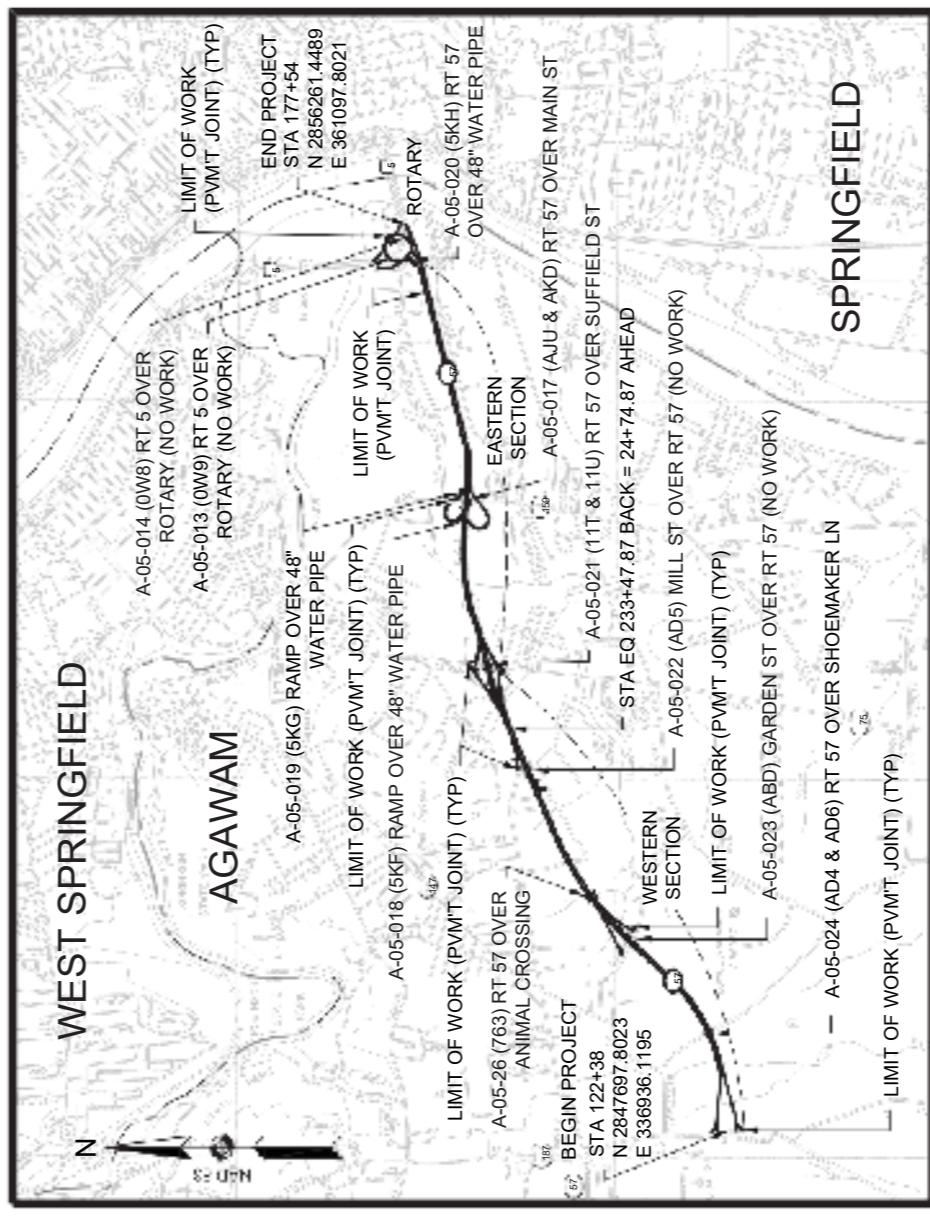 WEST SPRINGFIELD
AGAWAM
SPRINGFIELD
N
NAD 83
A-05-014 (0W8) RT 5 OVER
ROTARY (NO WORK)
A-05-013 (0W9) RT 5 OVER
ROTARY (NO WORK)
LIMIT OF WORK
(PVM'T JOINT) (TYP)
END PROJECT
STA 177+54
N 2856261.4489
E 361097.8021
5
5
ROTARY
A-05-020 (5KH) RT 57
OVER 48" WATER PIPE
LIMIT OF WORK
(PVM'T JOINT)
57
A-05-019 (5KG) RAMP OVER 48"
WATER PIPE
LIMIT OF WORK (PVM'T JOINT) (TYP)
A-05-018 (5KF) RAMP OVER 48" WATER PIPE
147
EASTERN
SECTION
A-05-017 (AJU & AKD) RT 57 OVER MAIN ST
159
A-05-021 (11T & 11U) RT 57 OVER SUFFIELD ST
STA EQ 233+47.87 BACK = 24+74.87 AHEAD
A-05-022 (AD5) MILL ST OVER RT 57 (NO WORK)
LIMIT OF WORK (PVM'T JOINT) (TYP)
A-05-26 (763) RT 57 OVER
ANIMAL CROSSING
WESTERN
SECTION
LIMIT OF WORK (PVM'T JOINT) (TYP)
A-05-023 (ABD) GARDEN ST OVER RT 57 (NO WORK)
75
57
187
57
BEGIN PROJECT
STA 122+38
N 2847697.8023
E 336936.1195
A-05-024 (AD4 & AD6) RT 57 OVER SHOEMAKER LN
LIMIT OF WORK (PVM'T JOINT) (TYP)